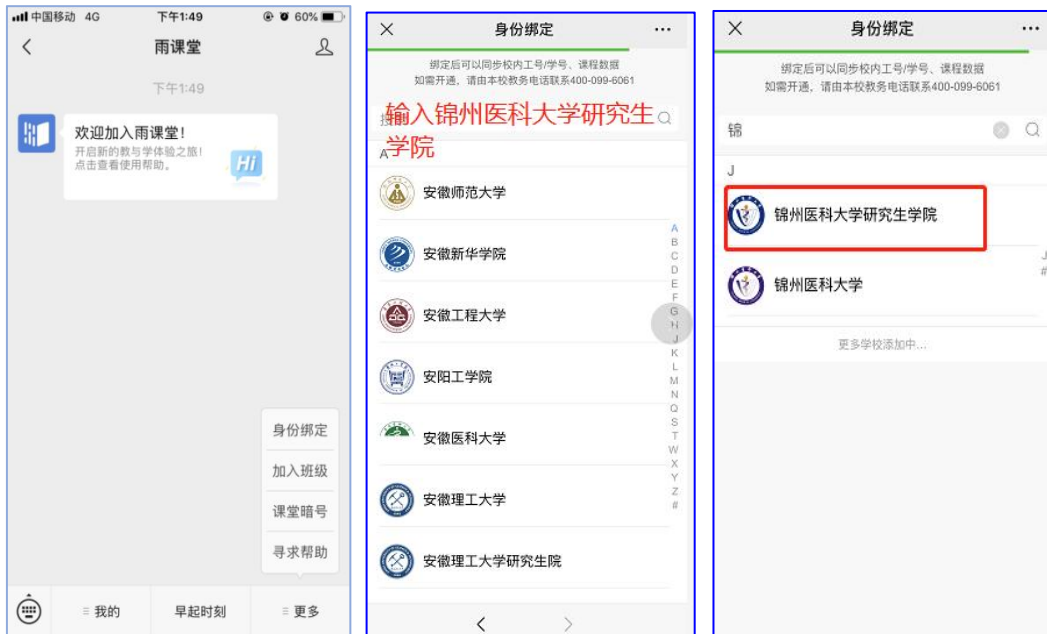 中国移动 4G 下午1:49 60%
雨课堂
下午1:49
欢迎加入雨课堂！
开启新的教与学体验之旅！
点击查看使用帮助。
Hi
身份绑定
加入班级
课堂暗号
寻求帮助
我的
早起时刻
更多
身份绑定
绑定后可以同步校内工号/学号、课程数据
如需开通，请由本校教务电话联系400-099-6061
输入锦州医科大学研究生
学院
A
安徽师范大学
安徽新华学院
安徽工程大学
安阳工学院
安徽医科大学
安徽理工大学
安徽理工大学研究生院
A
B
C
D
E
F
G
H
J
K
L
M
N
Q
S
T
W
X
Y
Z
#
身份绑定
绑定后可以同步校内工号/学号、课程数据
如需开通，请由本校教务电话联系400-099-6061
锦
J
锦州医科大学研究生学院
锦州医科大学
J
#
更多学校添加中...